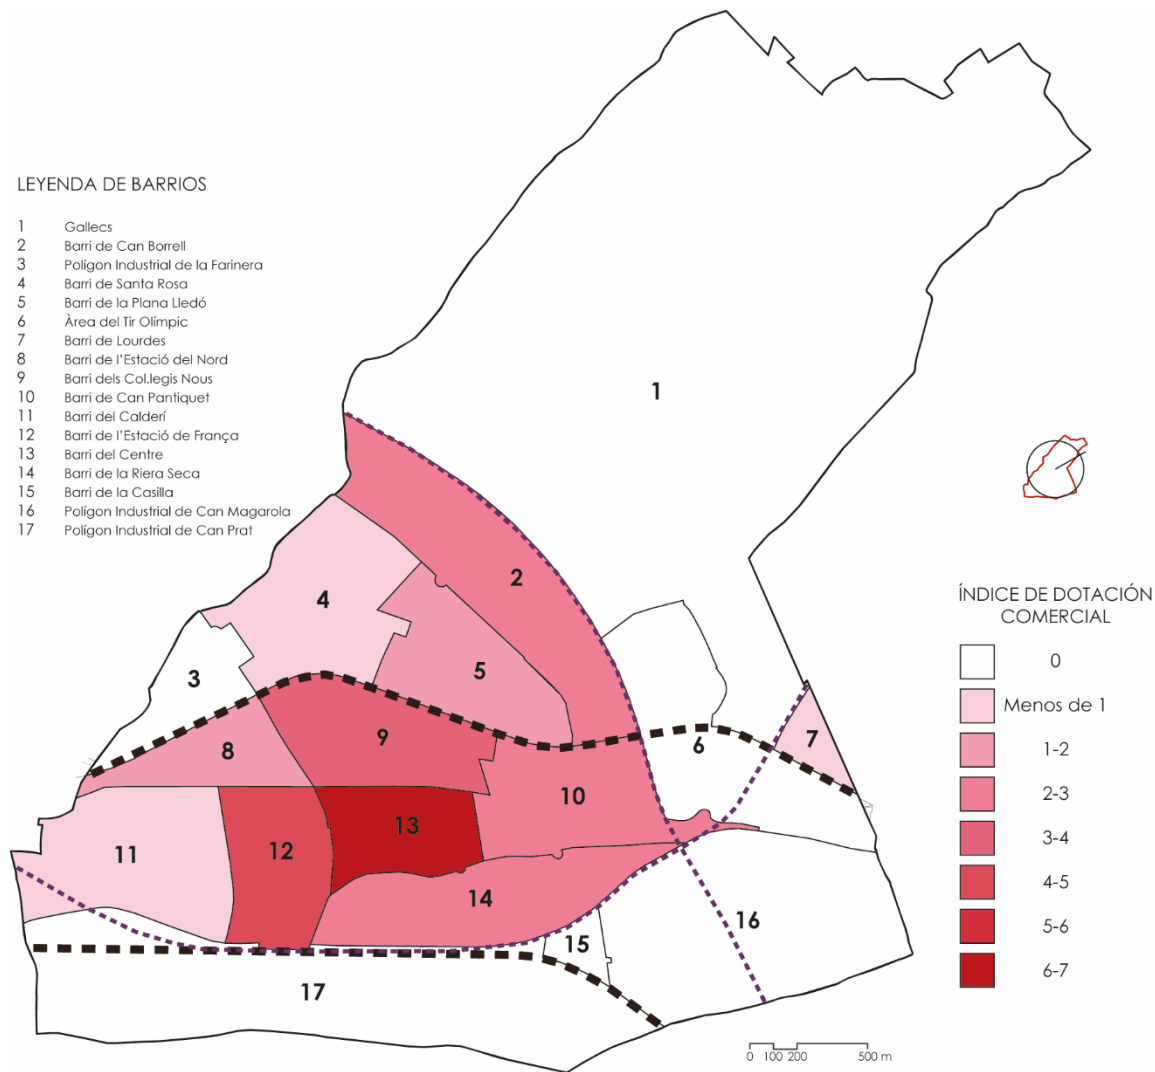 LEYENDA DE BARRIOS
1 Gallecs
2 Barri de Can Borrell
3 Polígon Industrial de la Farinera
4 Barri de Santa Rosa
5 Barri de la Plana Lledó
6 Àrea del Tir Olímpic
7 Barri de Lourdes
8 Barri de l'Estació del Nord
9 Barri dels Col.legis Nous
10 Barri de Can Pantiquet
11 Barri del Calderí
12 Barri de l'Estació de França
13 Barri del Centre
14 Barri de la Riera Seca
15 Barri de la Casilla
16 Polígon Industrial de Can Magarola
17 Polígon Industrial de Can Prat
1
2
4
3
5
9
8
6
7
10
13
11
12
14
16
15
17
ÍNDICE DE DOTACIÓN
COMERCIAL
0
Menos de 1
1-2
2-3
3-4
4-5
5-6
6-7
0 100 200 500 m